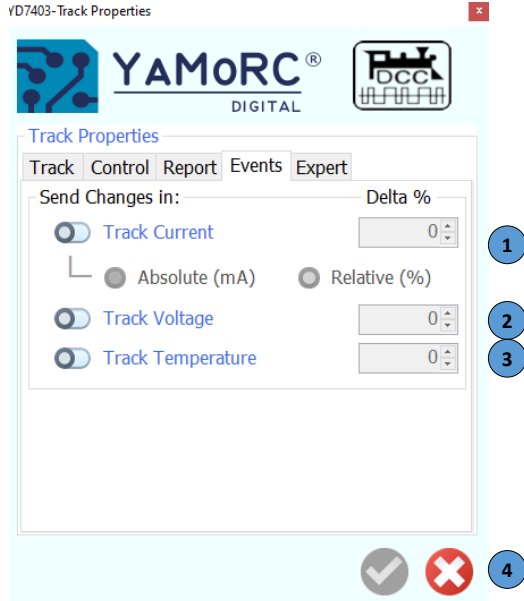 YD7403-Track Properties
x
YAMoRC®
DIGITAL
DCC
Track Properties
Track Control Report Events Expert
Send Changes in: Delta %
Track Current 0
1
Absolute (mA) Relative (%)
Track Voltage 0
2
Track Temperature 0
3
4